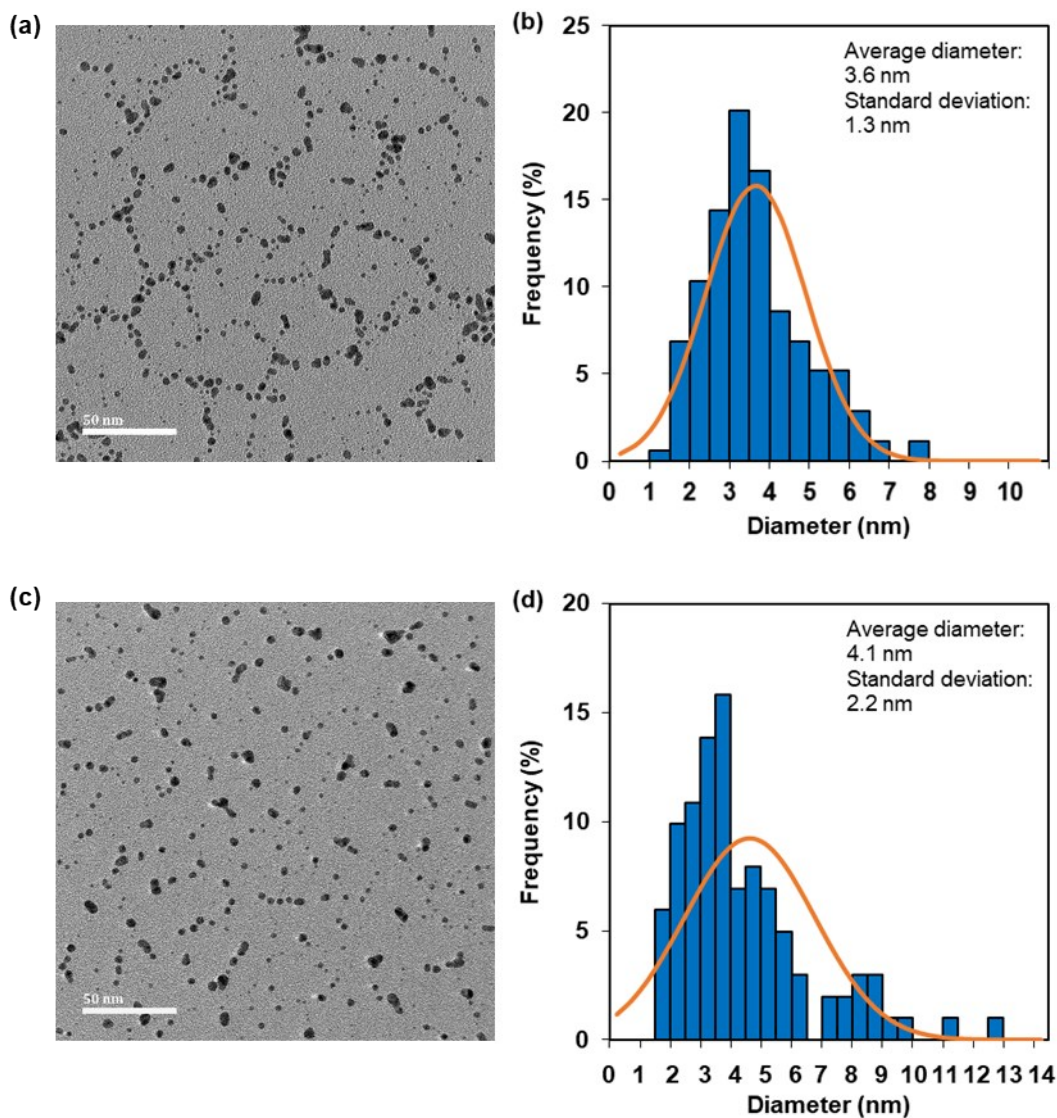 (a)
50 nm
(b)
25
20
15
10
5
0
Frequency (%)
Average diameter:
3.6 nm
Standard deviation:
1.3 nm
0 1 2 3 4 5 6 7 8 9 10
Diameter (nm)
(c)
50 nm
(d)
20
15
10
5
0
Frequency (%)
Average diameter:
4.1 nm
Standard deviation:
2.2 nm
0 1 2 3 4 5 6 7 8 9 10 11 12 13 14
Diameter (nm)